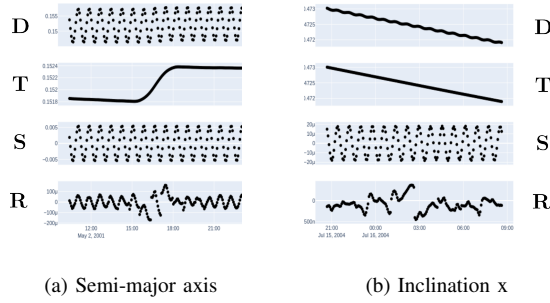 D
0.155
0.15
T
0.1524
0.1522
0.152
0.1518
S
0.005
0
−0.005
R
100μ
0
−100μ
−200μ
12:00
15:00
18:00
21:00
May 2, 2001
(a) Semi-major axis
1.473
1.4725
1.472
D
1.473
1.4725
1.472
T
20μ
10μ
0
−10μ
−20μ
S
0
500n
R
21:00
00:00
03:00
06:00
09:00
Jul 15, 2004
Jul 16, 2004
(b) Inclination x